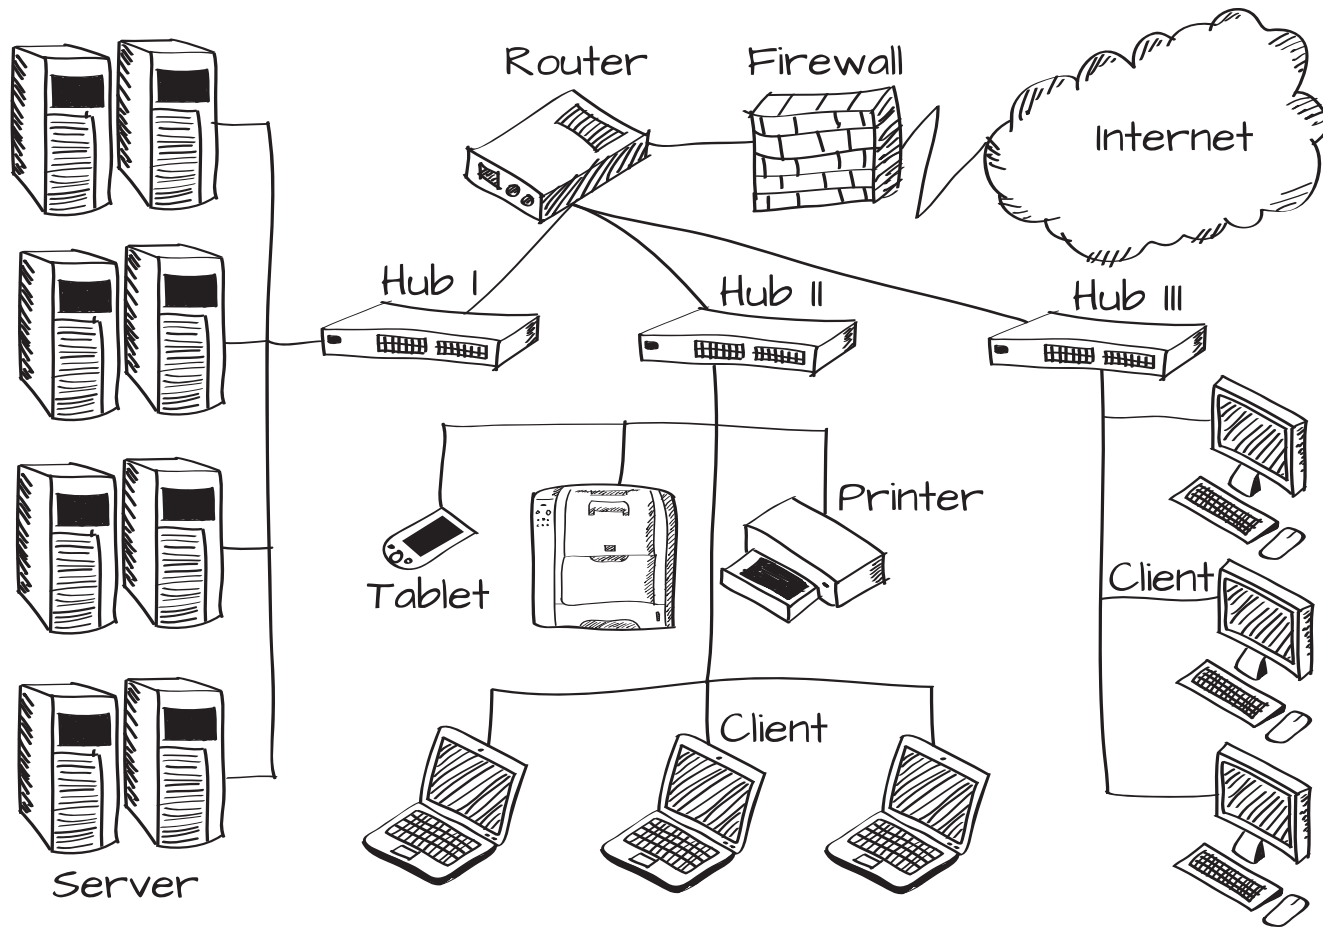 Router
Firewall
Internet
Hub I
Hub II
Hub III
Printer
Tablet
Client
Client
Server